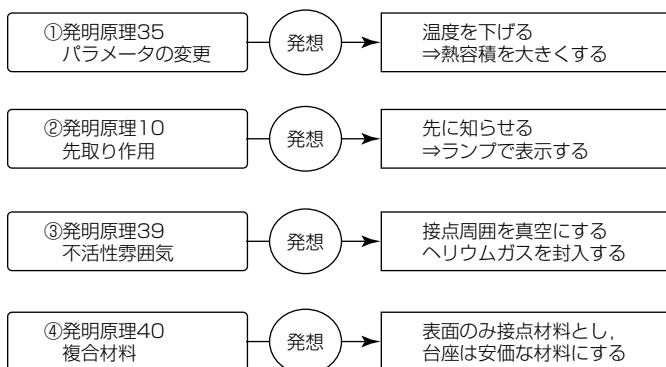 ①発明原理35
パラメータの変更
発想
温度を下げる
⇒熱容積を大きくする
②発明原理10
先取り作用
発想
先に知らせる
⇒ランプで表示する
③発明原理39
不活性雰囲気
発想
接点周囲を真空にする
ヘリウムガスを封入する
④発明原理40
複合材料
発想
表面のみ接点材料とし,
台座は安価な材料にする